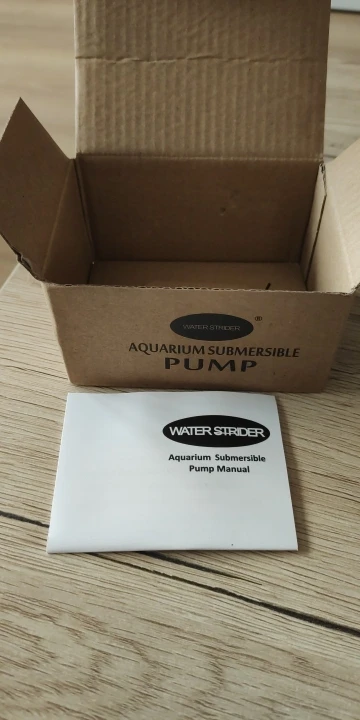 WATER STRIDER
®
AQUARIUM SUBMERSIBLE
PUMP
WATER STRIDER
Aquarium Submersible
Pump Manual